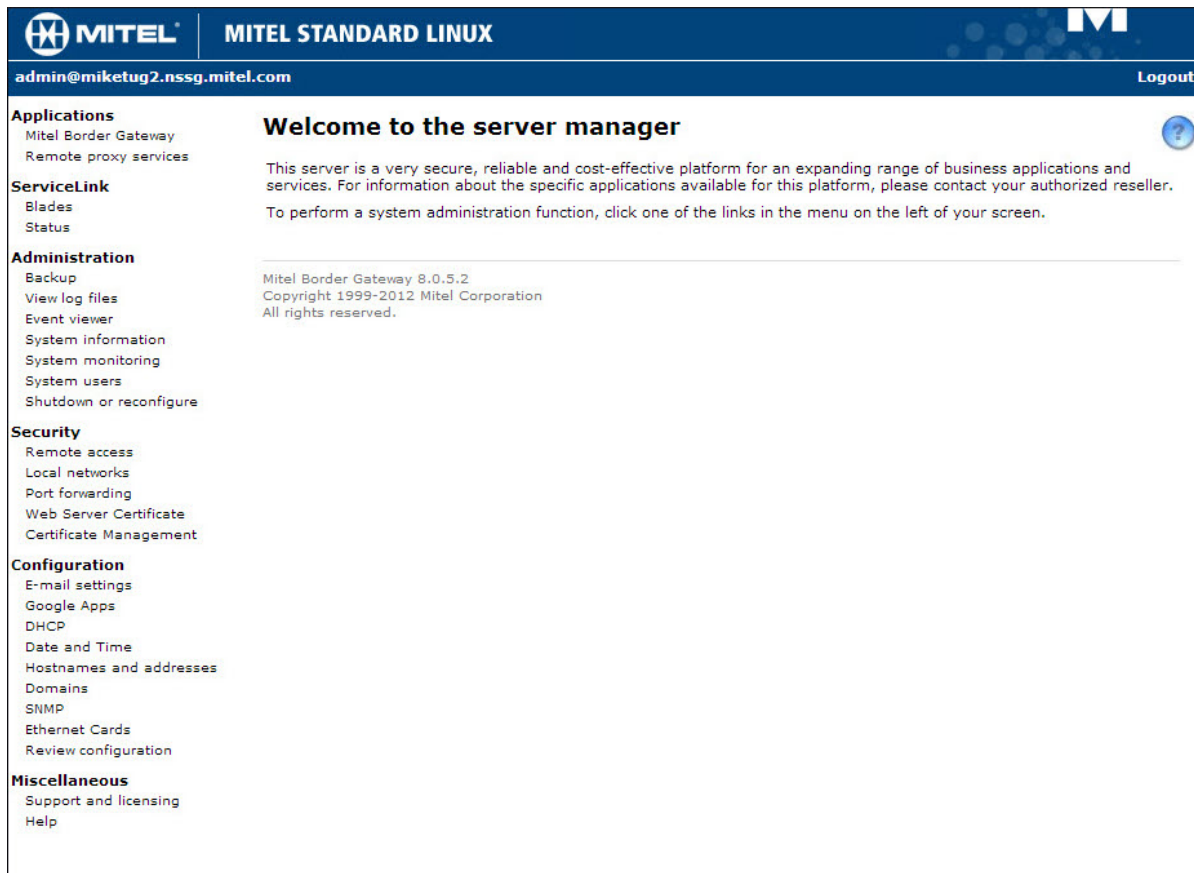 MITEL
MITEL STANDARD LINUX
admin@miketug2.nssg.mitel.com
Logout
Applications
Mitel Border Gateway
Remote proxy services
ServiceLink
Blades
Status
Administration
Backup
View log files
Event viewer
System information
System monitoring
System users
Shutdown or reconfigure
Security
Remote access
Local networks
Port forwarding
Web Server Certificate
Certificate Management
Configuration
E-mail settings
Google Apps
DHCP
Date and Time
Hostnames and addresses
Domains
SNMP
Ethernet Cards
Review configuration
Miscellaneous
Support and licensing
Help
Welcome to the server manager
?
This server is a very secure, reliable and cost-effective platform for an expanding range of business applications and
services. For information about the specific applications available for this platform, please contact your authorized reseller.
To perform a system administration function, click one of the links in the menu on the left of your screen.
Mitel Border Gateway 8.0.5.2
Copyright 1999-2012 Mitel Corporation
All rights reserved.